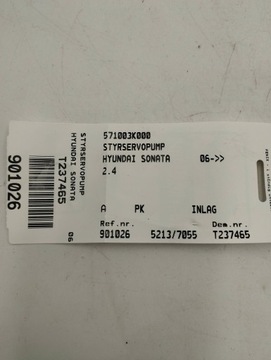 571003K000
STYRSERVOPUMP
HYUNDAI SONATA 06->>
2.4
A PK INLAG
Ref.nr. Dem.nr.
901026 5213/7055 T237465
STYRSERVOPUMP
HYUNDAI SONATA 06
T237465
901026